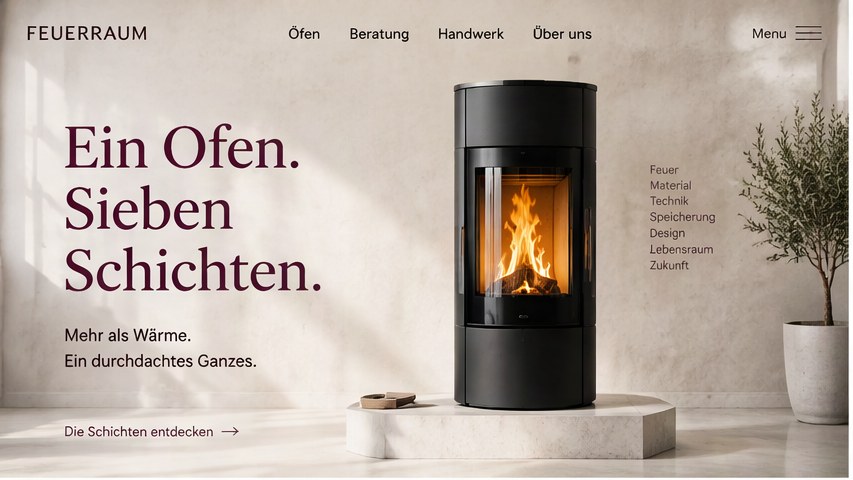 FEUERRAUM
Öfen
Beratung
Handwerk
Über uns
Menu
Ein Ofen.
Sieben
Schichten.
Mehr als Wärme.
Ein durchdachtes Ganzes.
Die Schichten entdecken →
Feuer
Material
Technik
Speicherung
Design
Lebensraum
Zukunft